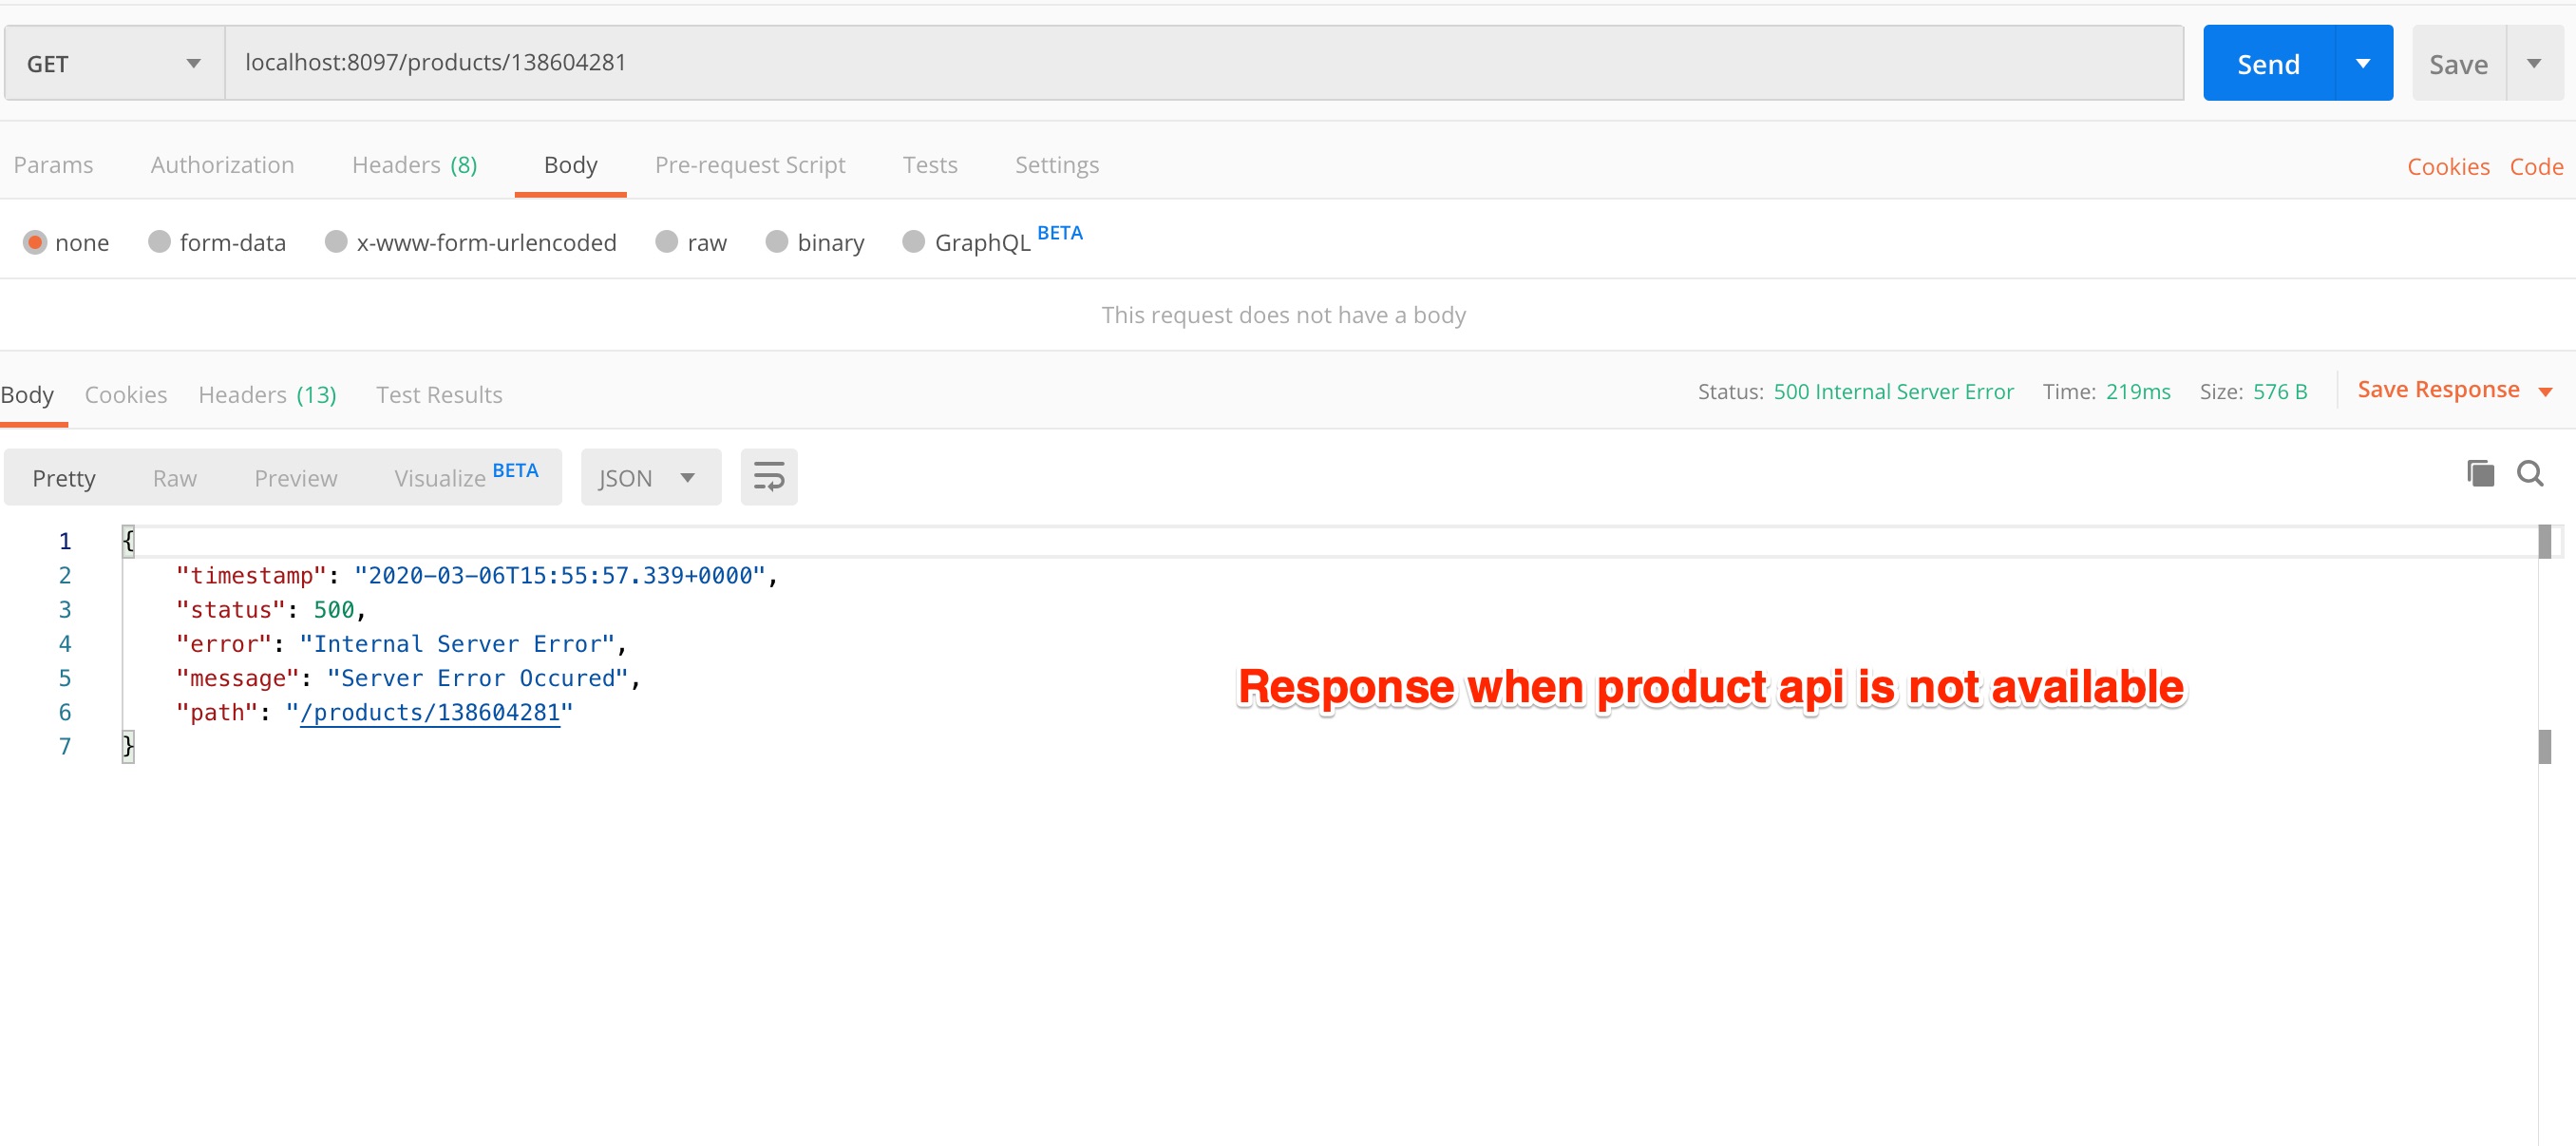 GET localhost:8097/products/138604281 Send Save
Params Authorization Headers (8) Body Pre-request Script Tests Settings Cookies Code
none form-data x-www-form-urlencoded raw binary GraphQL BETA
This request does not have a body
Body Cookies Headers (13) Test Results Status: 500 Internal Server Error Time: 219ms Size: 576 B Save Response
Pretty Raw Preview Visualize BETA JSON
1 {
2 "timestamp": "2020-03-06T15:55:57.339+0000",
3 "status": 500,
4 "error": "Internal Server Error",
5 "message": "Server Error Occured",
6 "path": "/products/138604281"
7 }
Response when product api is not available